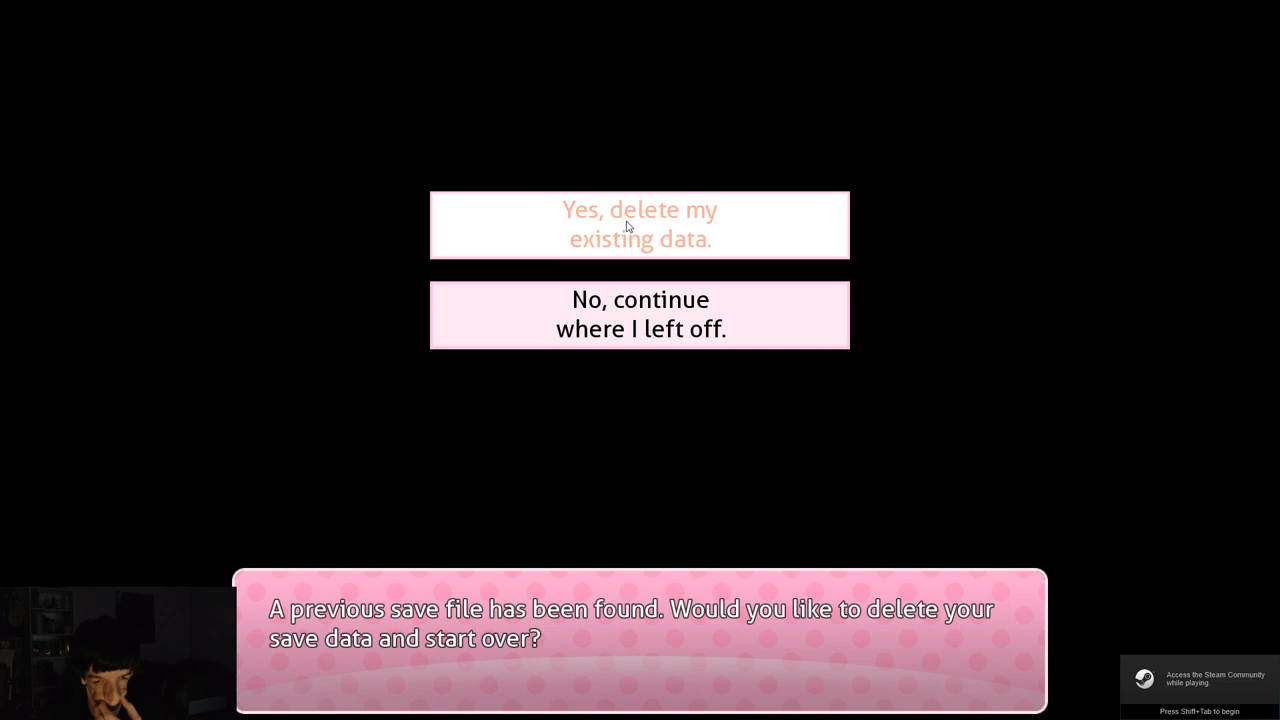 Yes, delete my
existing data.
No, continue
where I left off.
A previous save file has been found. Would you like to delete your
save data and start over?
Access the Steam Community
while playing.
Press Shift+Tab to begin